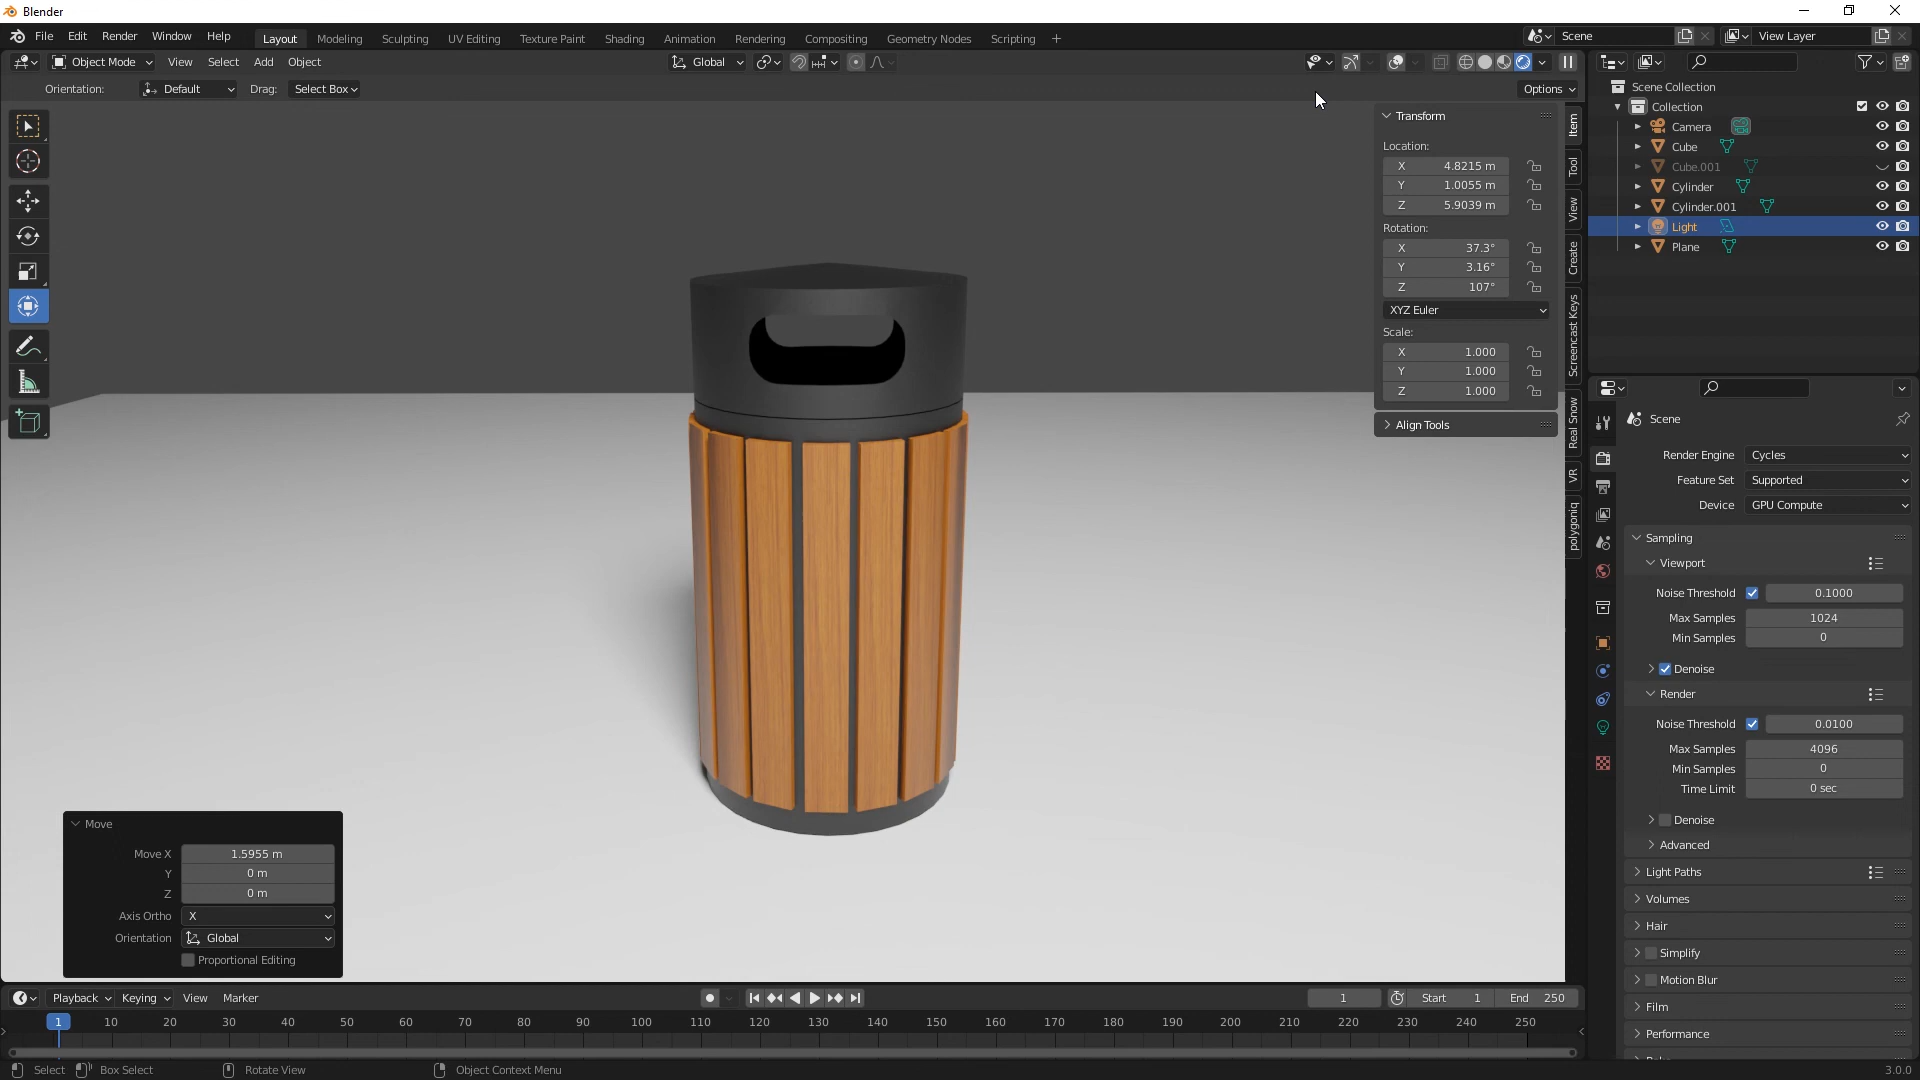 Blender
File Edit Render Window Help Layout Modeling Sculpting UV Editing Texture Paint Shading Animation Rendering Compositing Geometry Nodes Scripting + Scene View Layer
Object Mode View Select Add Object Global
Orientation: Default Drag: Select Box Options
Transform
Location:
X 4.8215 m
Y 1.0055 m
Z 5.9039 m
Rotation:
X 37.3°
Y 3.16°
Z 107°
XYZ Euler
Scale:
X 1.000
Y 1.000
Z 1.000
Align Tools
Item
Tool
View
Create
Screencast Keys
Real Snow
VR
polygoniq
Scene Collection
Collection
Camera
Cube
Cube.001
Cylinder
Cylinder.001
Light
Plane
Scene
Render Engine Cycles
Feature Set Supported
Device GPU Compute
Sampling
Viewport
Noise Threshold 0.1000
Max Samples 1024
Min Samples 0
Denoise
Render
Noise Threshold 0.0100
Max Samples 4096
Min Samples 0
Time Limit 0 sec
Denoise
Advanced
Light Paths
Volumes
Hair
Simplify
Motion Blur
Film
Performance
Move
Move X 1.5955 m
Y 0 m
Z 0 m
Axis Ortho X
Orientation Global
Proportional Editing
Playback Keying View Marker 1 Start 1 End 250
1 10 20 30 40 50 60 70 80 90 100 110 120 130 140 150 160 170 180 190 200 210 220 230 240 250
Select Box Select Rotate View Object Context Menu 3.0.0